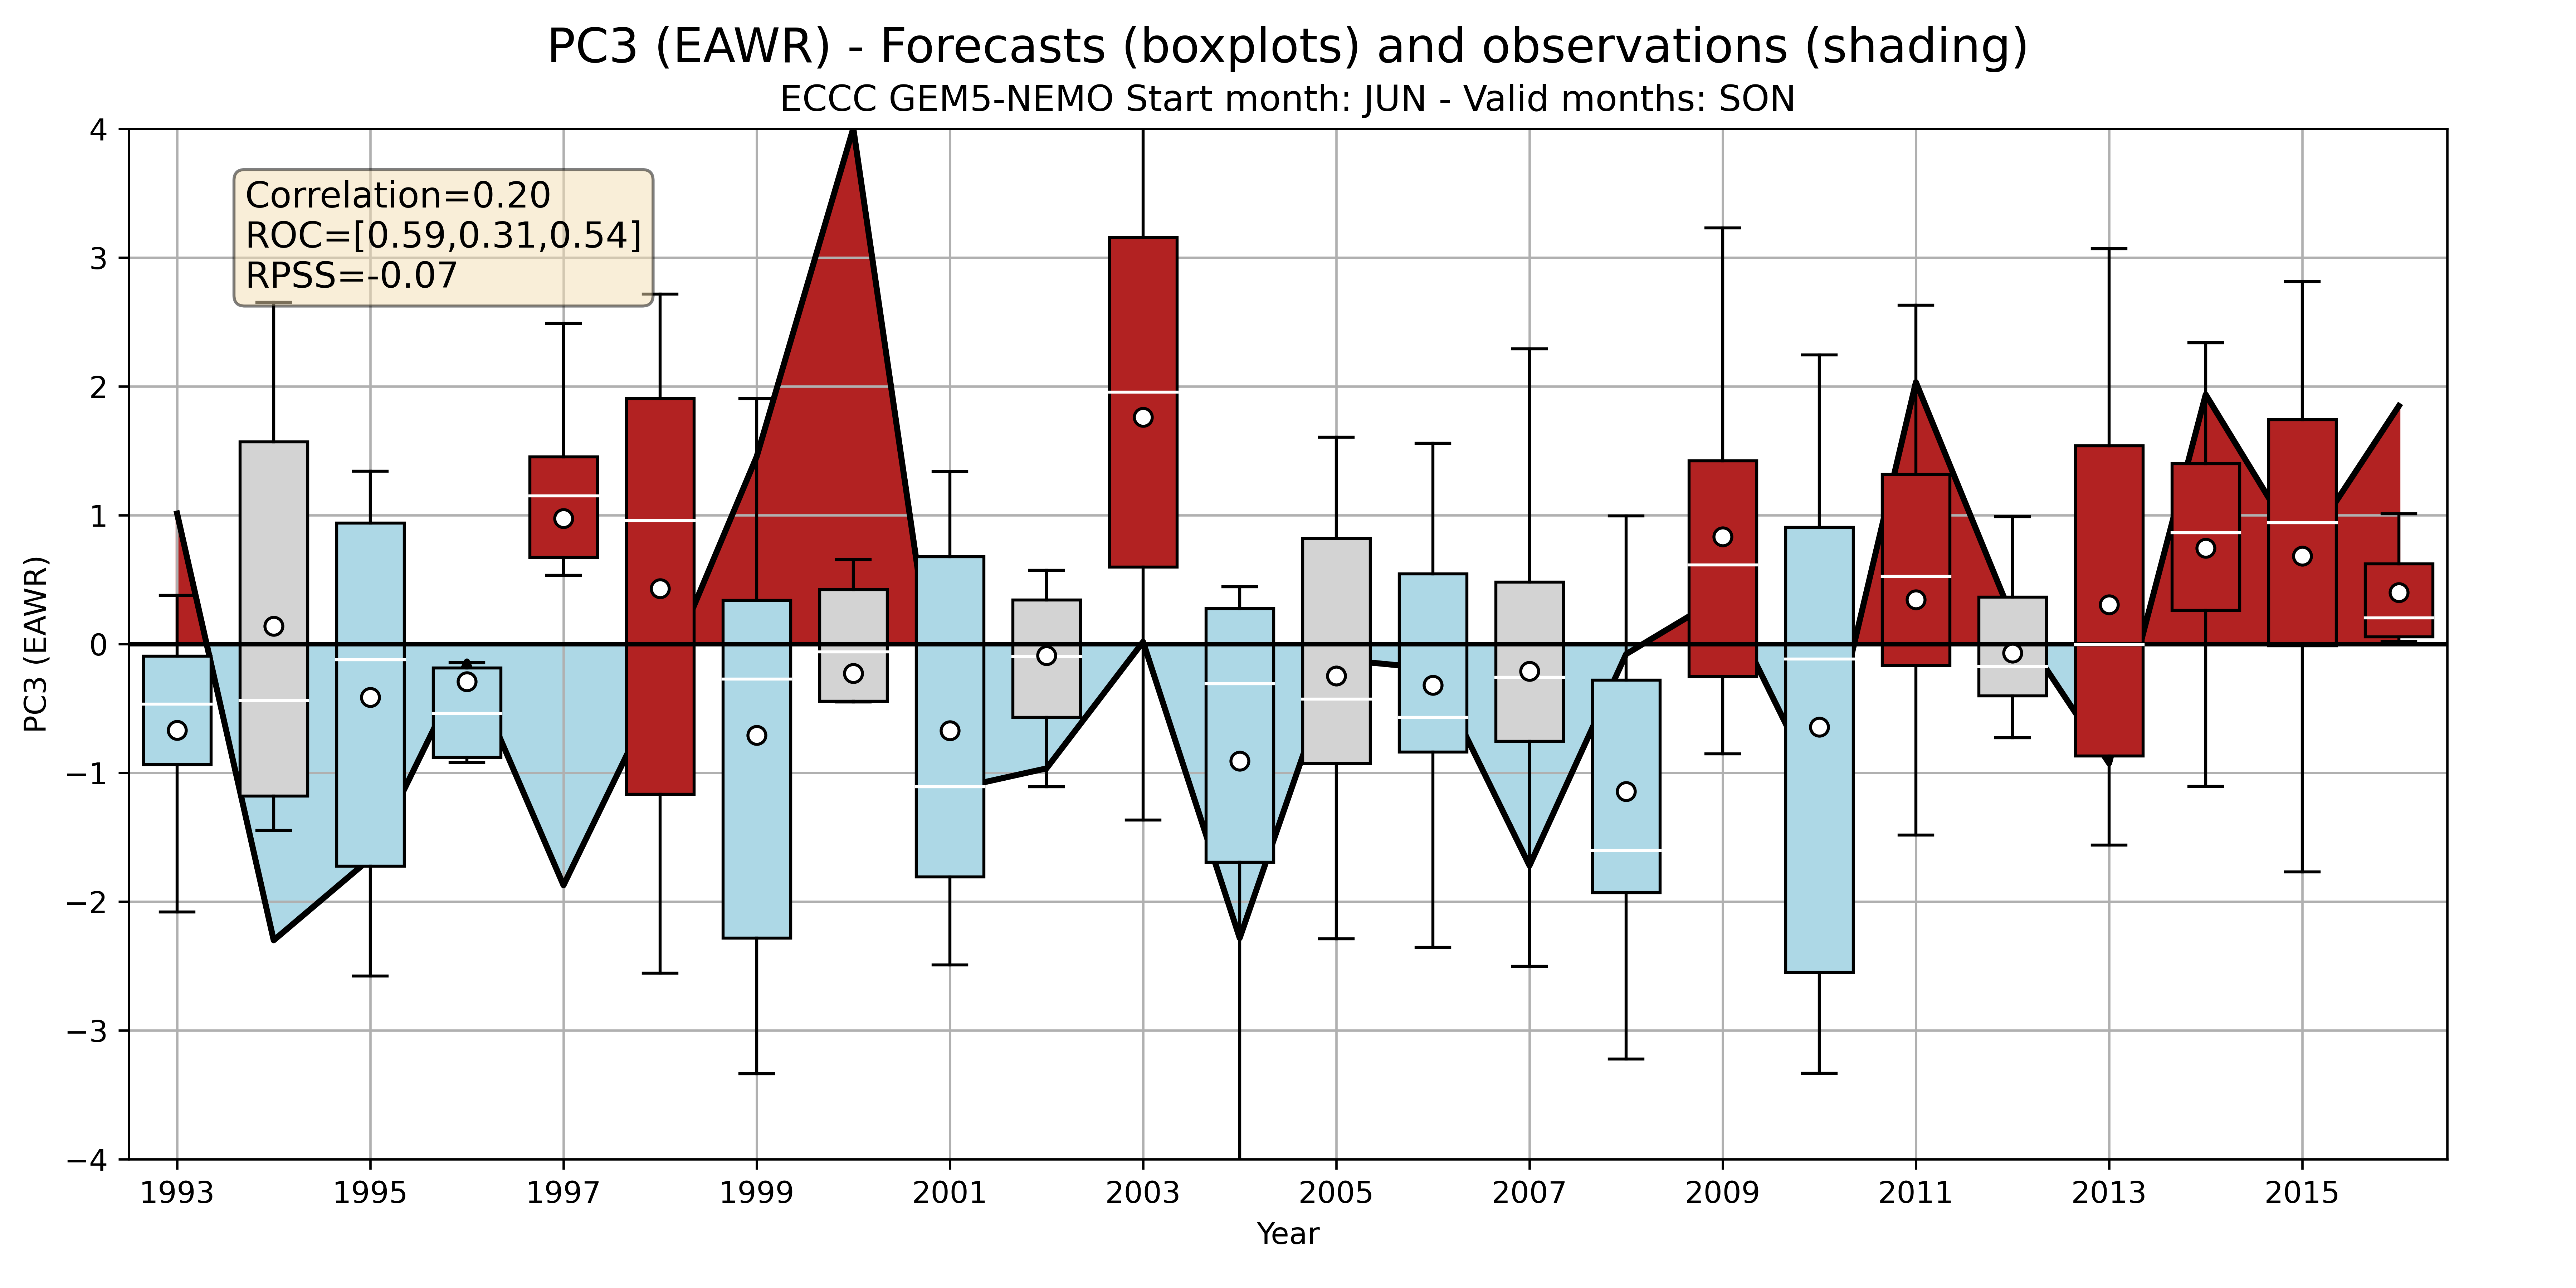 PC3 (EAWR) - Forecasts (boxplots) and observations (shading)
ECCC GEM5-NEMO Start month: JUN - Valid months: SON
Correlation=0.20
ROC=[0.59,0.31,0.54]
RPSS=-0.07
PC3 (EAWR)
4
3
2
1
0
−1
−2
−3
−4
1993 1995 1997 1999 2001 2003 2005 2007 2009 2011 2013 2015
Year